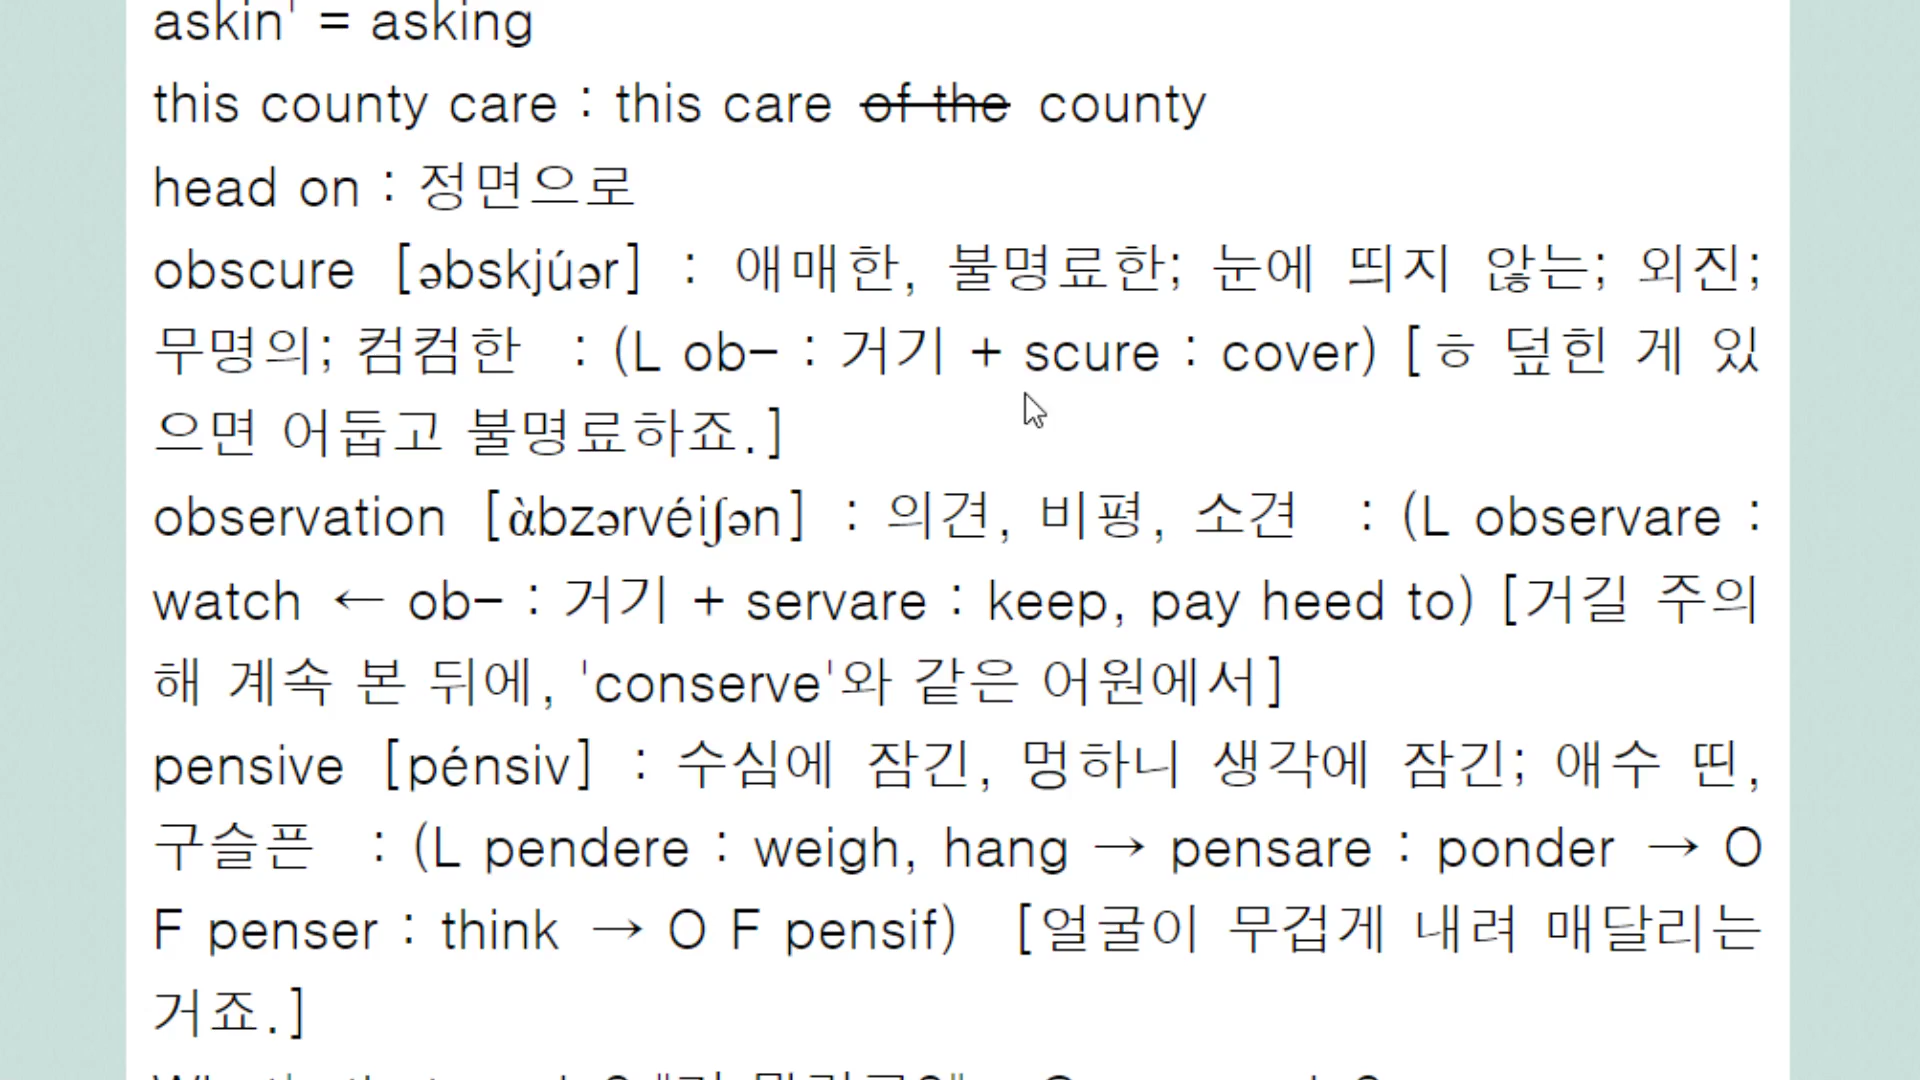 askin' = asking
this county care : this care of the county
head on : 정면으로
obscure [əbskjúər] : 애매한, 불명료한; 눈에 띄지 않는; 외진;
무명의; 컴컴한 : (L ob- : 거기 + scure : cover) [ㅎ 덮힌 게 있
으면 어둡고 불명료하죠.]
observation [ὰbzərvéiʃən] : 의견, 비평, 소견 : (L observare :
watch ← ob- : 거기 + servare : keep, pay heed to) [거길 주의
해 계속 본 뒤에, 'conserve'와 같은 어원에서]
pensive [pénsiv] : 수심에 잠긴, 멍하니 생각에 잠긴; 애수 띤,
구슬픈 : (L pendere : weigh, hang → pensare : ponder → O
F penser : think → O F pensif) [얼굴이 무겁게 내려 매달리는
거죠.]